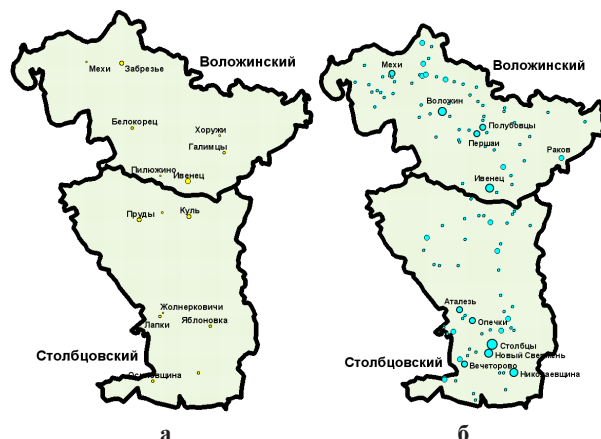 Воложинский
Мехи
Забрезье
Белокорец
Хоружи
Галимцы
Пилюжино
Ивенец
Пруды
Куль
Жолнерковичи
Лапки
Яблоновка
Столбцовский
а
Воложинский
Мехи
Воложин
Полубовцы
Першаи
Раков
Ивенец
Аталезь
Опечки
Столбцы
Новый Свержень
Столбцовский
Вечеторово
Николаевщина
б